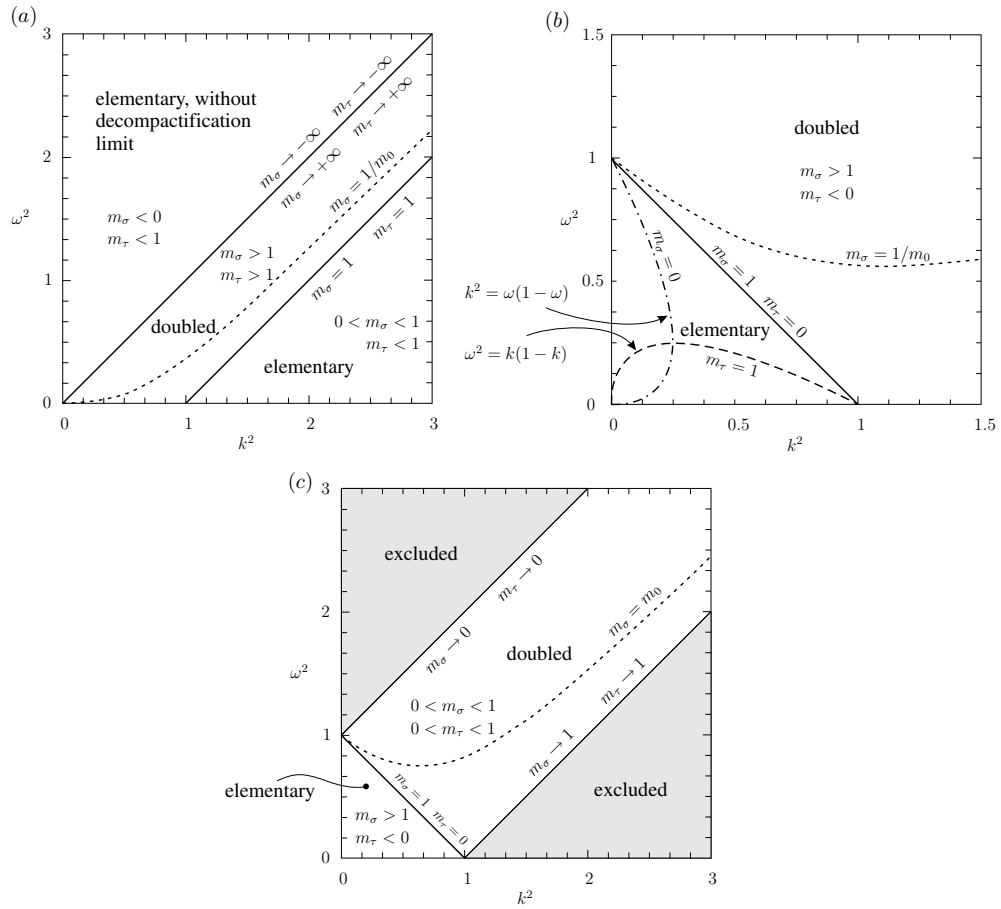 (a)
3
2
1
0
ω²
0
1
2
3
k²
elementary, without
decompactification
limit
m_σ → −∞
m_τ → −∞
m_σ → +∞
m_τ → +∞
m_σ = 1/m_0
m_σ = 1
m_τ = 1
m_σ < 0
m_τ < 1
m_σ > 1
m_τ > 1
doubled
0 < m_σ < 1
m_τ < 1
elementary
(b)
1.5
1
0.5
0
ω²
0
0.5
1
1.5
k²
doubled
m_σ > 1
m_τ < 0
m_σ = 1/m_0
m_σ = 0
m_σ = 1
m_τ = 0
k² = ω(1 − ω)
ω² = k(1 − k)
elementary
m_τ = 1
(c)
3
2
1
0
ω²
0
1
2
3
k²
excluded
m_σ → 0
m_τ → 0
m_σ = m_0
doubled
0 < m_σ < 1
0 < m_τ < 1
m_σ → 1
m_τ → 1
excluded
elementary
m_σ = 1
m_τ = 0
m_σ > 1
m_τ < 0